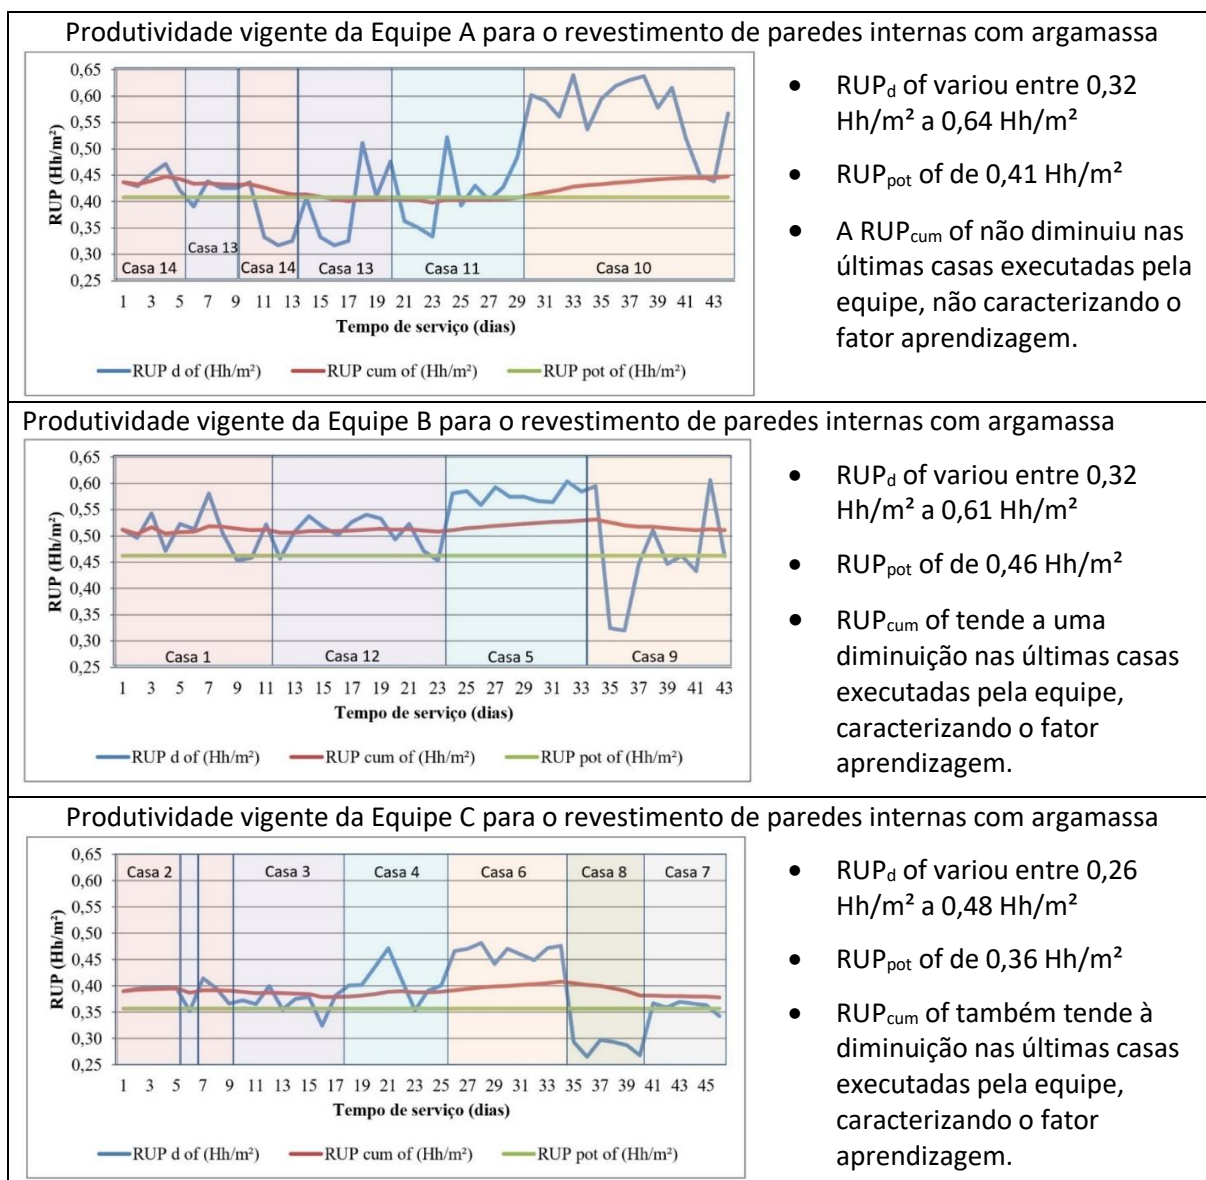 Produtividade vigente da Equipe A para o revestimento de paredes internas com argamassa
0,65
0,60
0,55
0,50
0,45
0,40
0,35
0,30
0,25
RUP (Hh/m²)
Casa 14
Casa 13
Casa 14
Casa 13
Casa 11
Casa 10
1 3 5 7 9 11 13 15 17 19 21 23 25 27 29 31 33 35 37 39 41 43
Tempo de serviço (dias)
RUP d of (Hh/m²) RUP cum of (Hh/m²) RUP pot of (Hh/m²)
• RUPd of variou entre 0,32
Hh/m² a 0,64 Hh/m²
• RUPpot of de 0,41 Hh/m²
• A RUPcum of não diminuiu nas
últimas casas executadas pela
equipe, não caracterizando o
fator aprendizagem.
Produtividade vigente da Equipe B para o revestimento de paredes internas com argamassa
0,65
0,60
0,55
0,50
0,45
0,40
0,35
0,30
0,25
RUP (Hh/m²)
Casa 1
Casa 12
Casa 5
Casa 9
1 3 5 7 9 11 13 15 17 19 21 23 25 27 29 31 33 35 37 39 41 43
Tempo de serviço (dias)
RUP d of (Hh/m²) RUP cum of (Hh/m²) RUP pot of (Hh/m²)
• RUPd of variou entre 0,32
Hh/m² a 0,61 Hh/m²
• RUPpot of de 0,46 Hh/m²
• RUPcum of tende a uma
diminuição nas últimas casas
executadas pela equipe,
caracterizando o fator
aprendizagem.
Produtividade vigente da Equipe C para o revestimento de paredes internas com argamassa
0,65
0,60
0,55
0,50
0,45
0,40
0,35
0,30
0,25
RUP (Hh/m²)
Casa 2
Casa 3
Casa 4
Casa 6
Casa 8
Casa 7
1 3 5 7 9 11 13 15 17 19 21 23 25 27 29 31 33 35 37 39 41 43 45
Tempo de serviço (dias)
RUP d of (Hh/m²) RUP cum of (Hh/m²) RUP pot of (Hh/m²)
• RUPd of variou entre 0,26
Hh/m² a 0,48 Hh/m²
• RUPpot of de 0,36 Hh/m²
• RUPcum of também tende à
diminuição nas últimas casas
executadas pela equipe,
caracterizando o fator
aprendizagem.